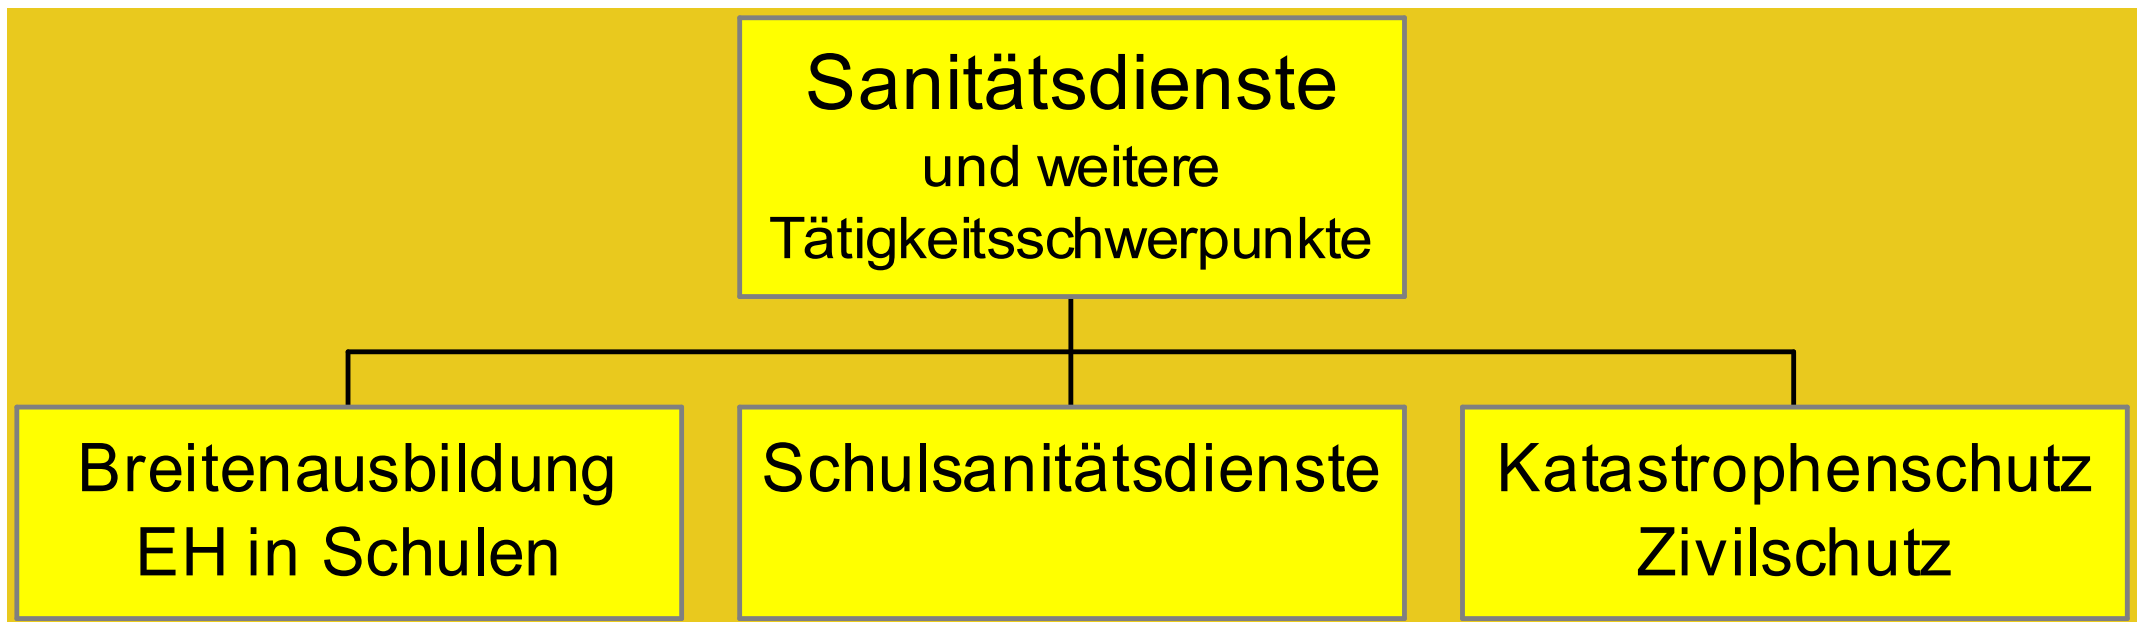 Sanitätsdienste
und weitere
Tätigkeitsschwerpunkte
Breitenausbildung
EH in Schulen
Schulsanitätsdienste
Katastrophenschutz
Zivilschutz